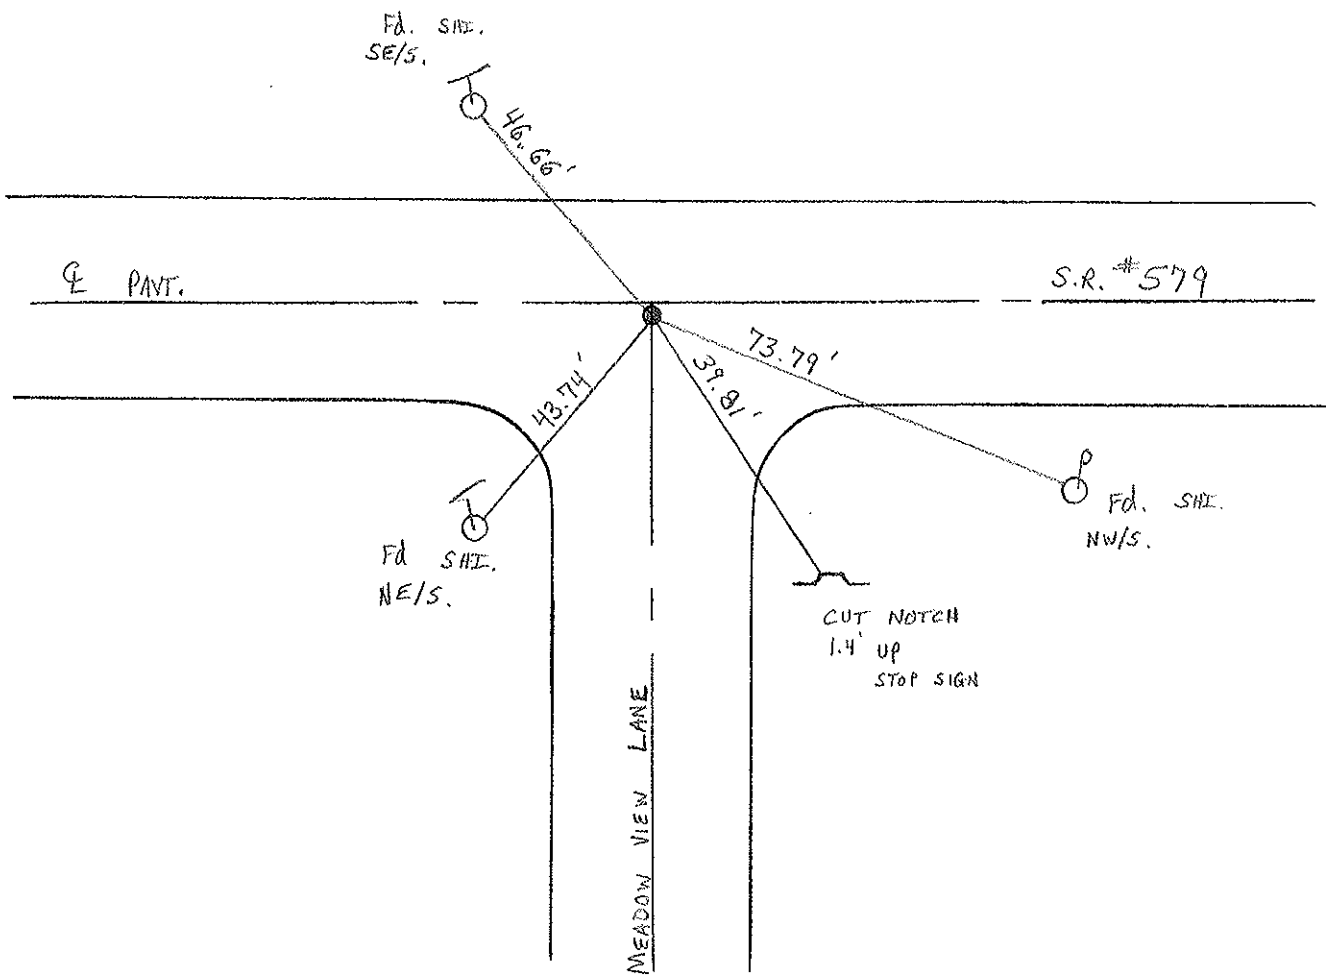 Fd. SHI.
SE/S.
46.66'
℄ PAVT.
S.R. #579
73.79'
39.81'
43.74'
Fd. SHI.
NW/S.
Fd SHI.
NE/S.
CUT NOTCH
1.4' UP
STOP SIGN
MEADOW VIEW LANE